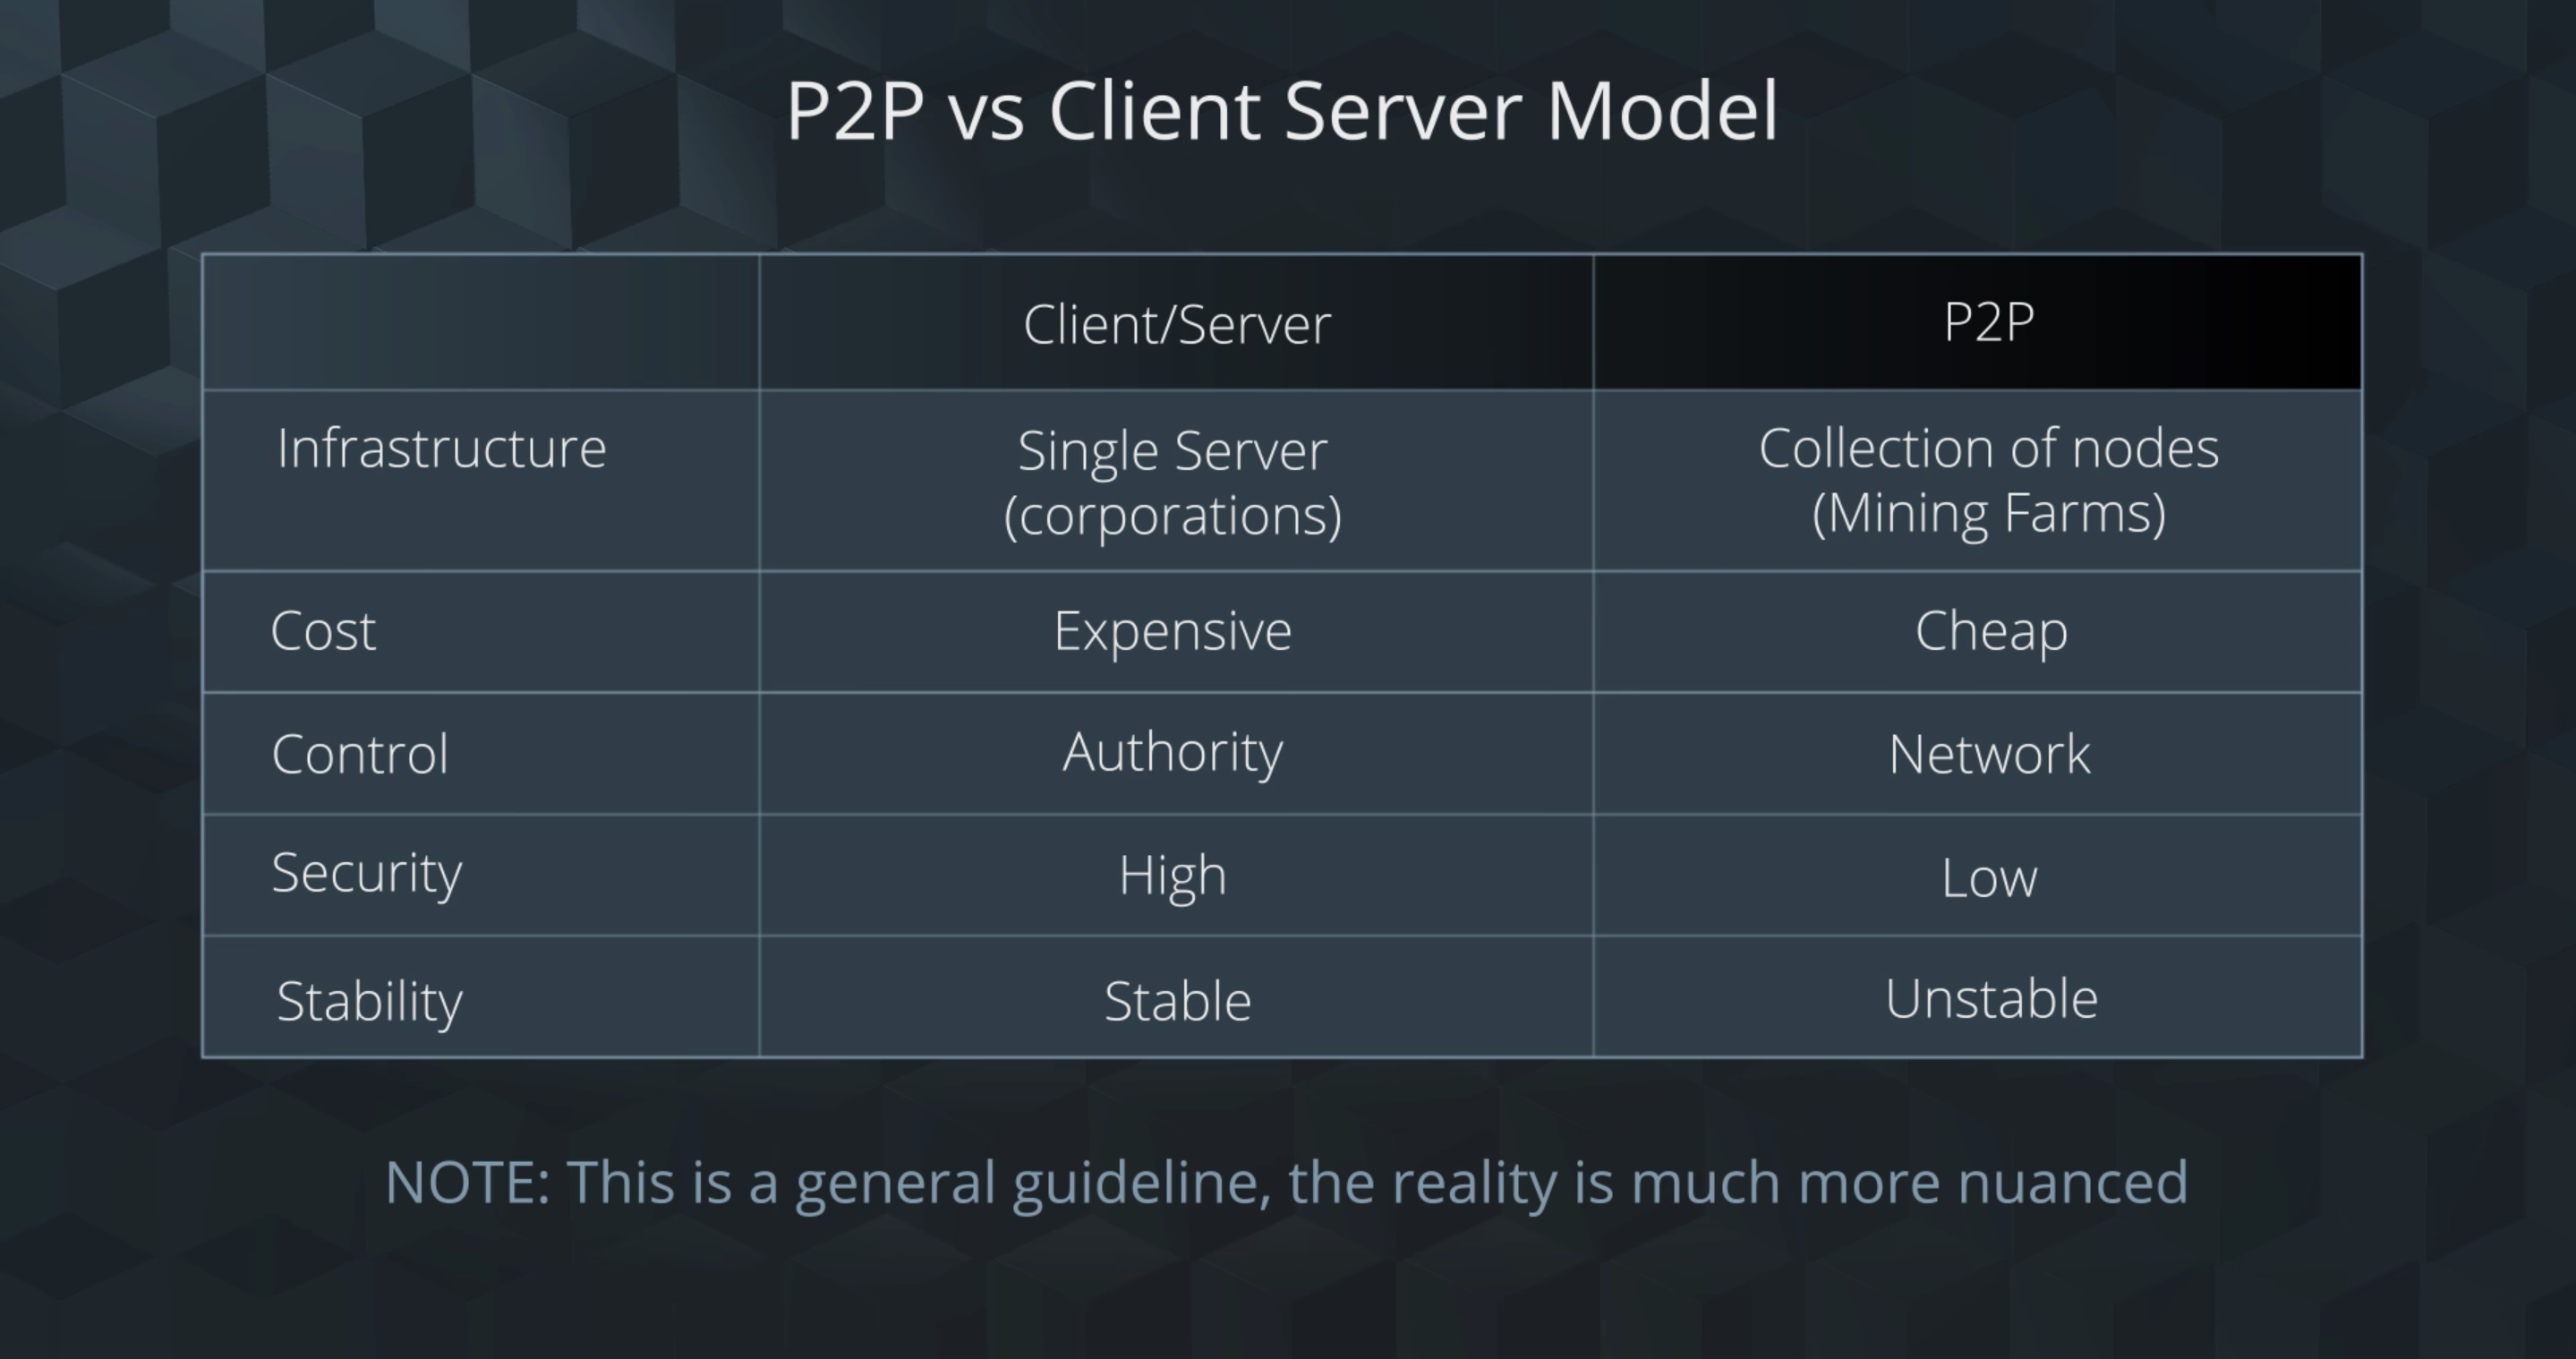 P2P vs Client Server Model
Client/Server
P2P
Infrastructure
Single Server
(corporations)
Collection of nodes
(Mining Farms)
Cost
Expensive
Cheap
Control
Authority
Network
Security
High
Low
Stability
Stable
Unstable
NOTE: This is a general guideline, the reality is much more nuanced